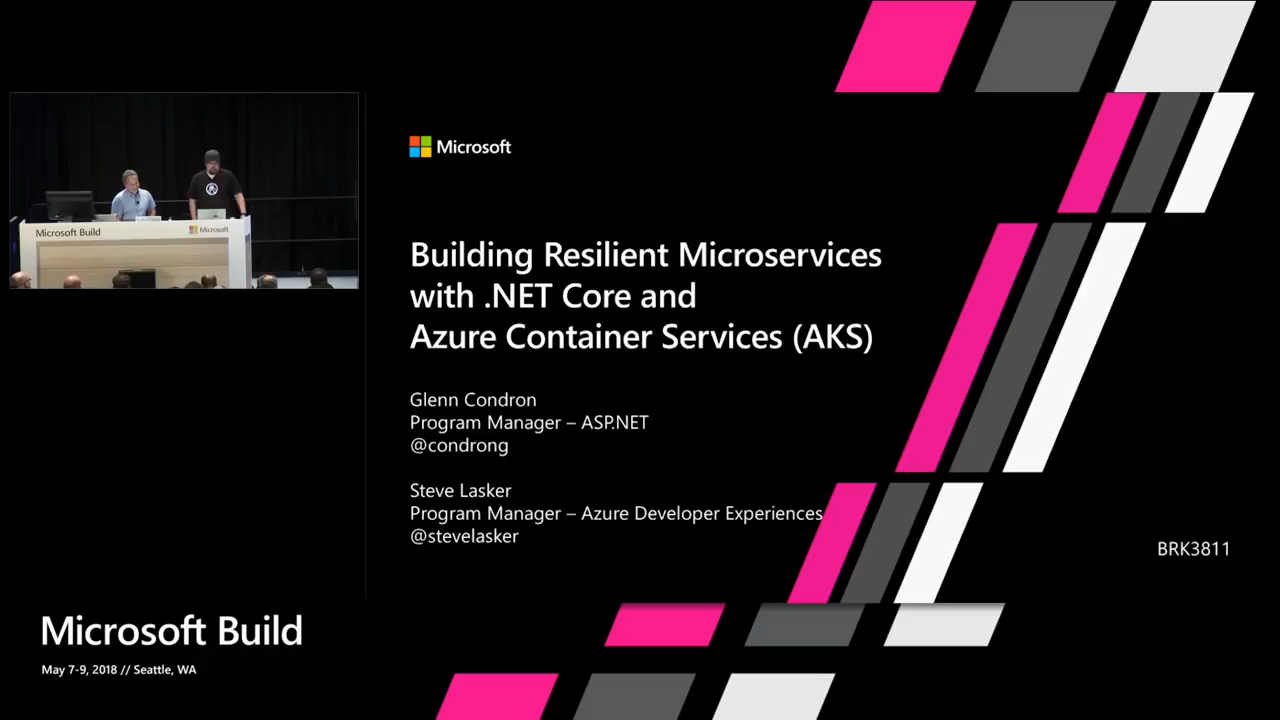 Microsoft Build
Microsoft
Microsoft
Building Resilient Microservices
with .NET Core and
Azure Container Services (AKS)
Glenn Condron
Program Manager – ASP.NET
@condrong
Steve Lasker
Program Manager – Azure Developer Experiences
@stevelasker
BRK3811
Microsoft Build
May 7-9, 2018 // Seattle, WA